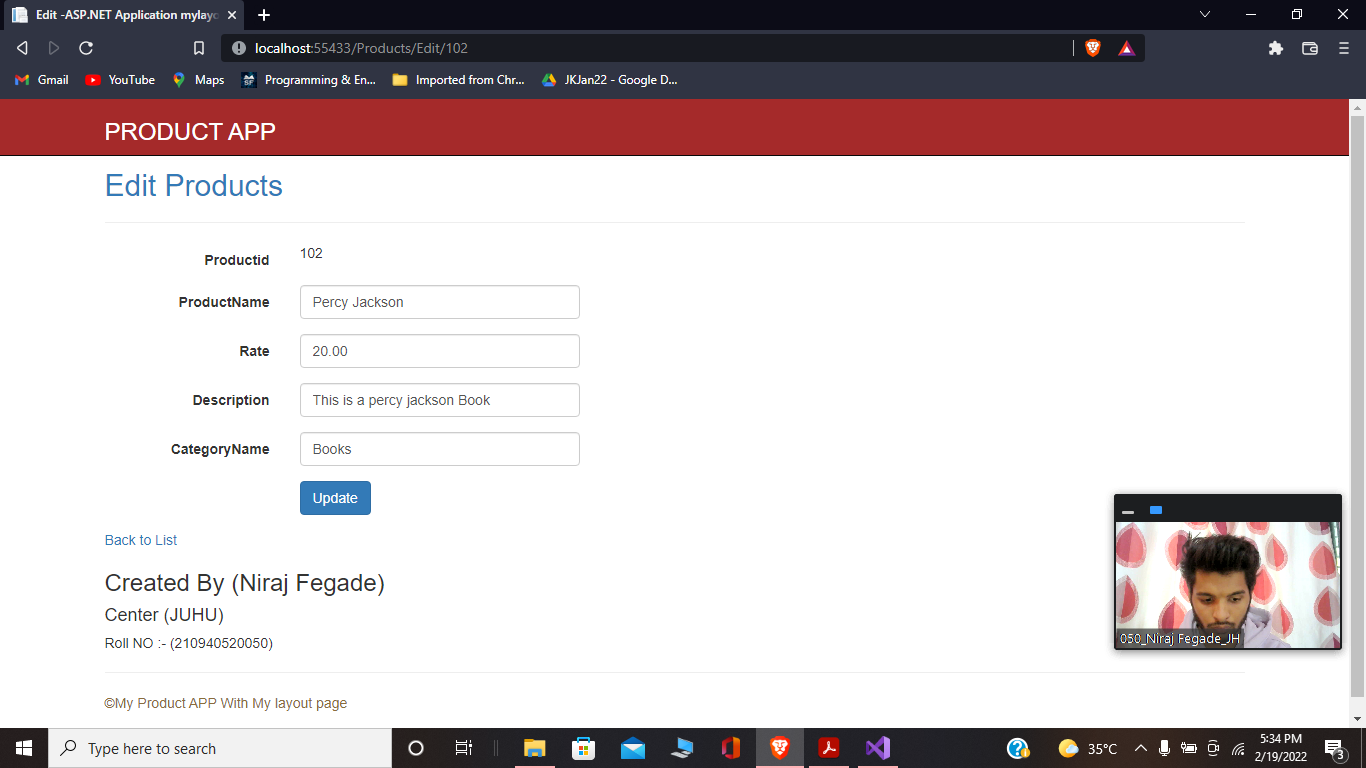 Edit -ASP.NET Application mylayo
localhost:55433/Products/Edit/102
Gmail YouTube Maps Programming & En... Imported from Chr... JKJan22 - Google D...
PRODUCT APP
Edit Products
Productid 102
ProductName Percy Jackson
Rate 20.00
Description This is a percy jackson Book
CategoryName Books
Update
Back to List
Created By (Niraj Fegade)
Center (JUHU)
Roll NO :- (210940520050)
050_Niraj Fegade_JH
©My Product APP With My layout page
Type here to search
35°C
5:34 PM
2/19/2022
3